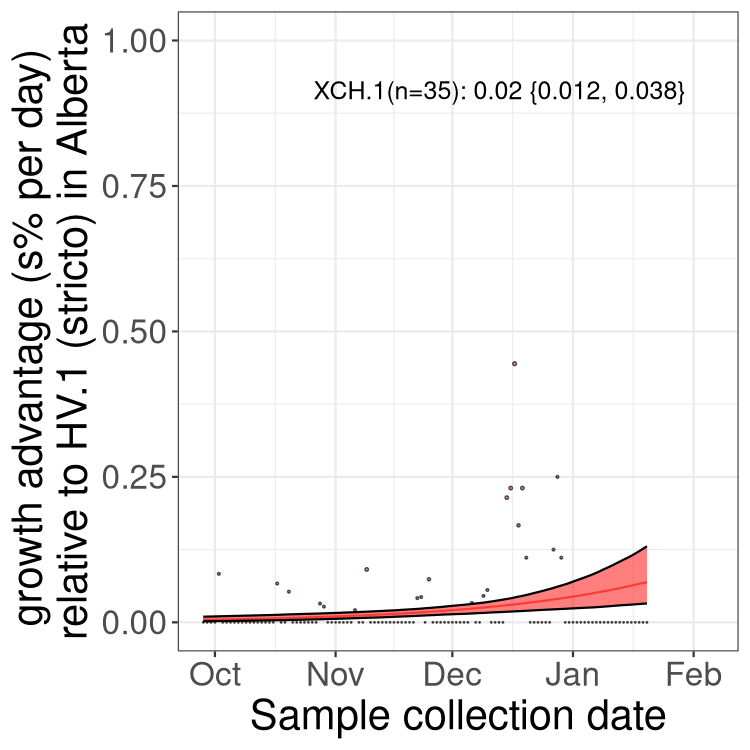 growth advantage (s% per day)
relative to HV.1 (stricto) in Alberta
1.00
0.75
0.50
0.25
0.00
XCH.1(n=35): 0.02 {0.012, 0.038}
Oct Nov Dec Jan Feb
Sample collection date